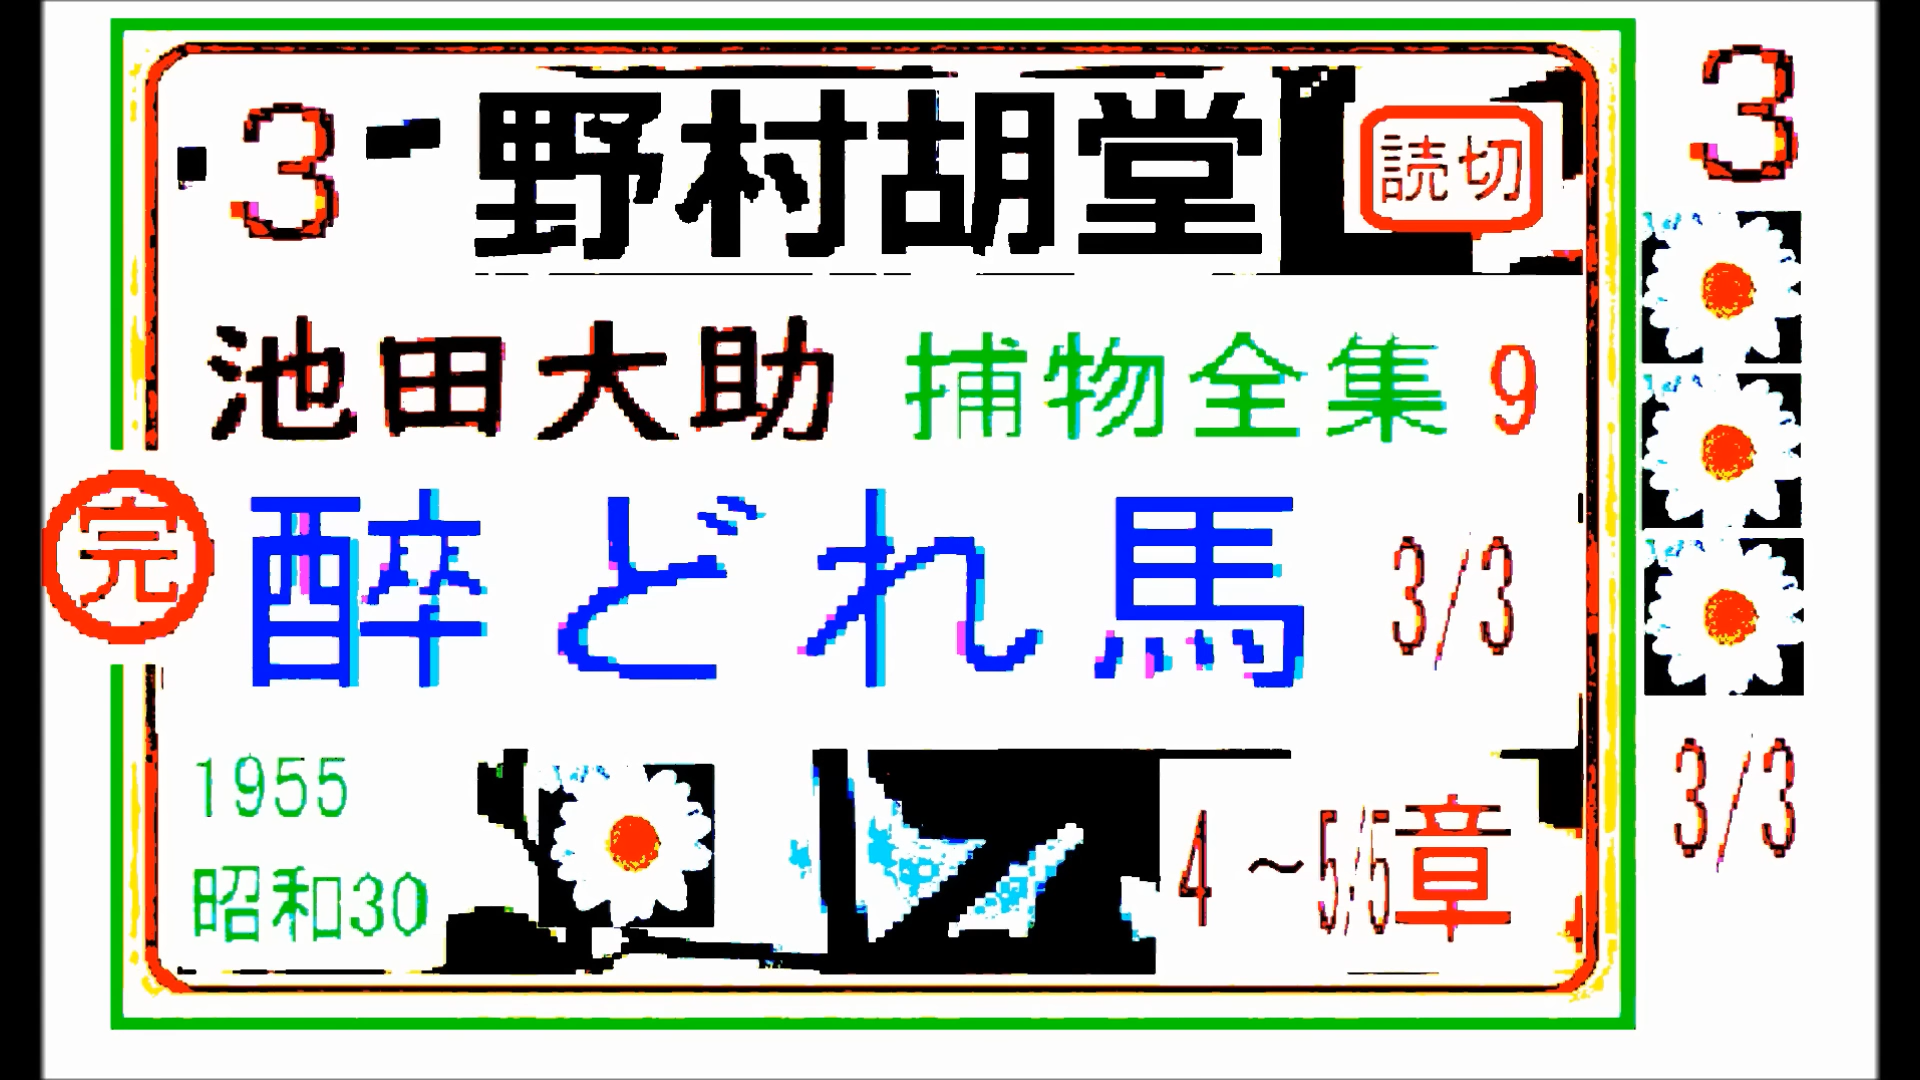 3 野村胡堂 読切
池田大助 捕物全集 9
完 醉どれ馬 3/3
1955
昭和30
4 ~5/5章
3
3/3